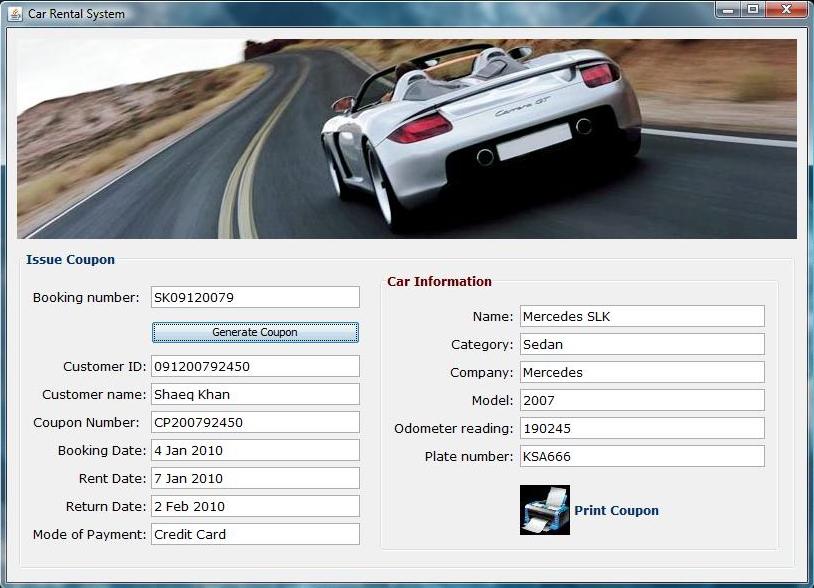 Car Rental System
Carrera GT
Issue Coupon
Booking number: SK09120079
Generate Coupon
Customer ID: 091200792450
Customer name: Shaeq Khan
Coupon Number: CP200792450
Booking Date: 4 Jan 2010
Rent Date: 7 Jan 2010
Return Date: 2 Feb 2010
Mode of Payment: Credit Card
Car Information
Name: Mercedes SLK
Category: Sedan
Company: Mercedes
Model: 2007
Odometer reading: 190245
Plate number: KSA666
Print Coupon